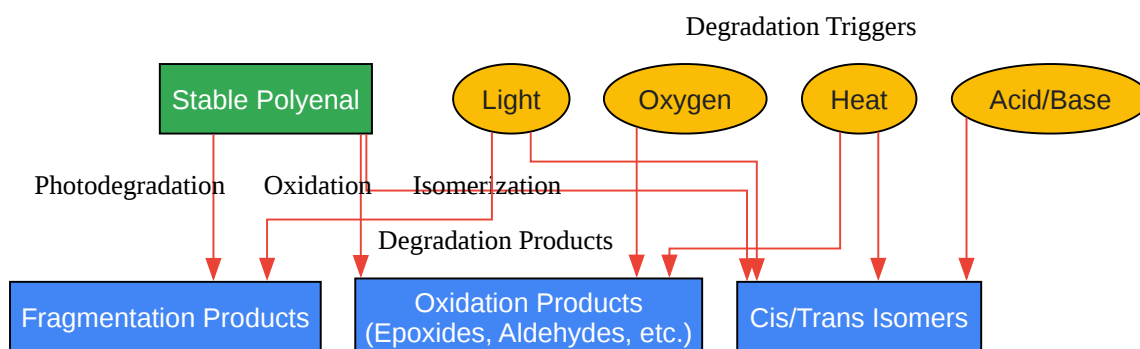 Degradation Triggers
Stable Polyenal
Light
Oxygen
Heat
Acid/Base
Photodegradation
Oxidation
Isomerization
Degradation Products
Fragmentation Products
Oxidation Products
(Epoxides, Aldehydes, etc.)
Cis/Trans Isomers